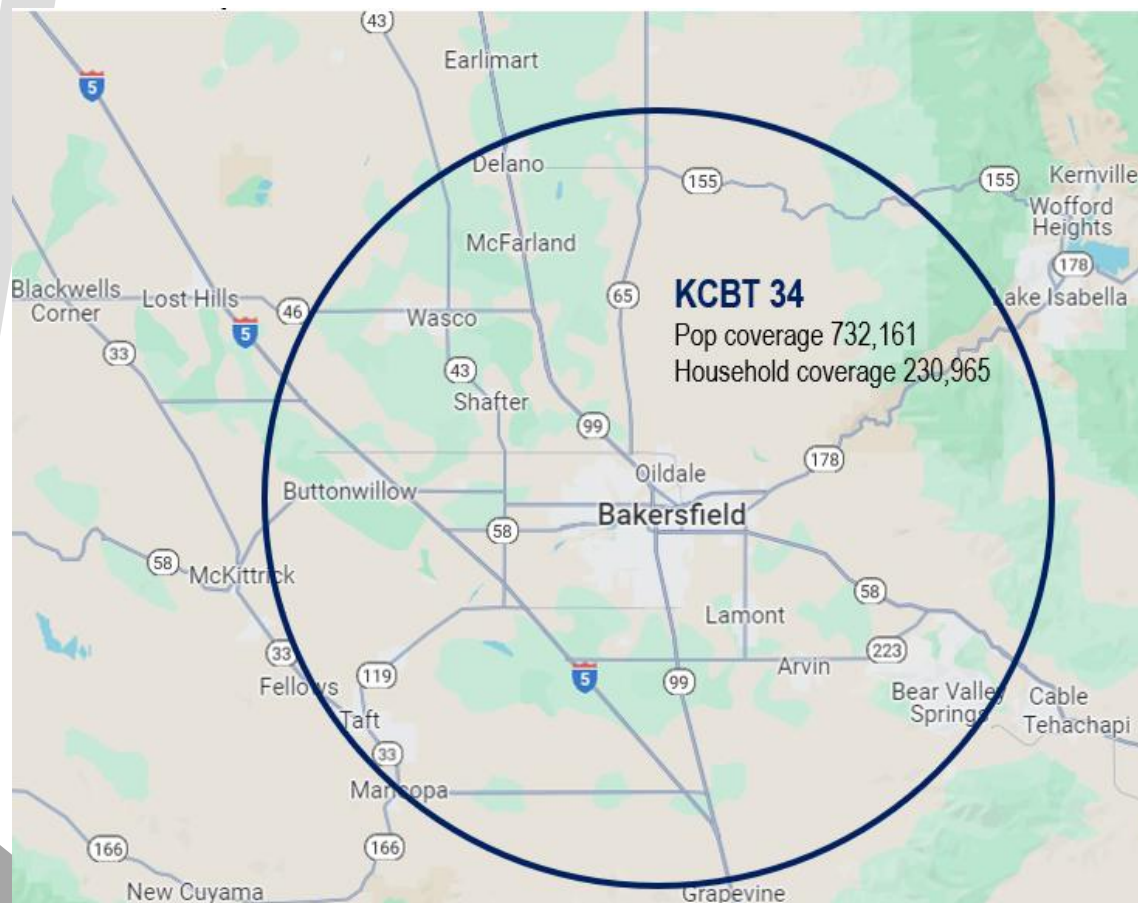 43
Earlimart
5
Delano
155
155
Kernville
Wofford
Heights
McFarland
178
KCBT 34
Pop coverage 732,161
Household coverage 230,965
Blackwells
Corner
Lost Hills
46
65
Lake Isabella
5
Wasco
33
43
Shafter
99
178
Oildale
Buttonwillow
Bakersfield
58
58
McKittrick
58
Lamont
33
119
Fellows
5
99
Arvin
223
Bear Valley
Springs
Cable
Tehachapi
Taft
33
Maricopa
166
166
New Cuyama
Grapevine